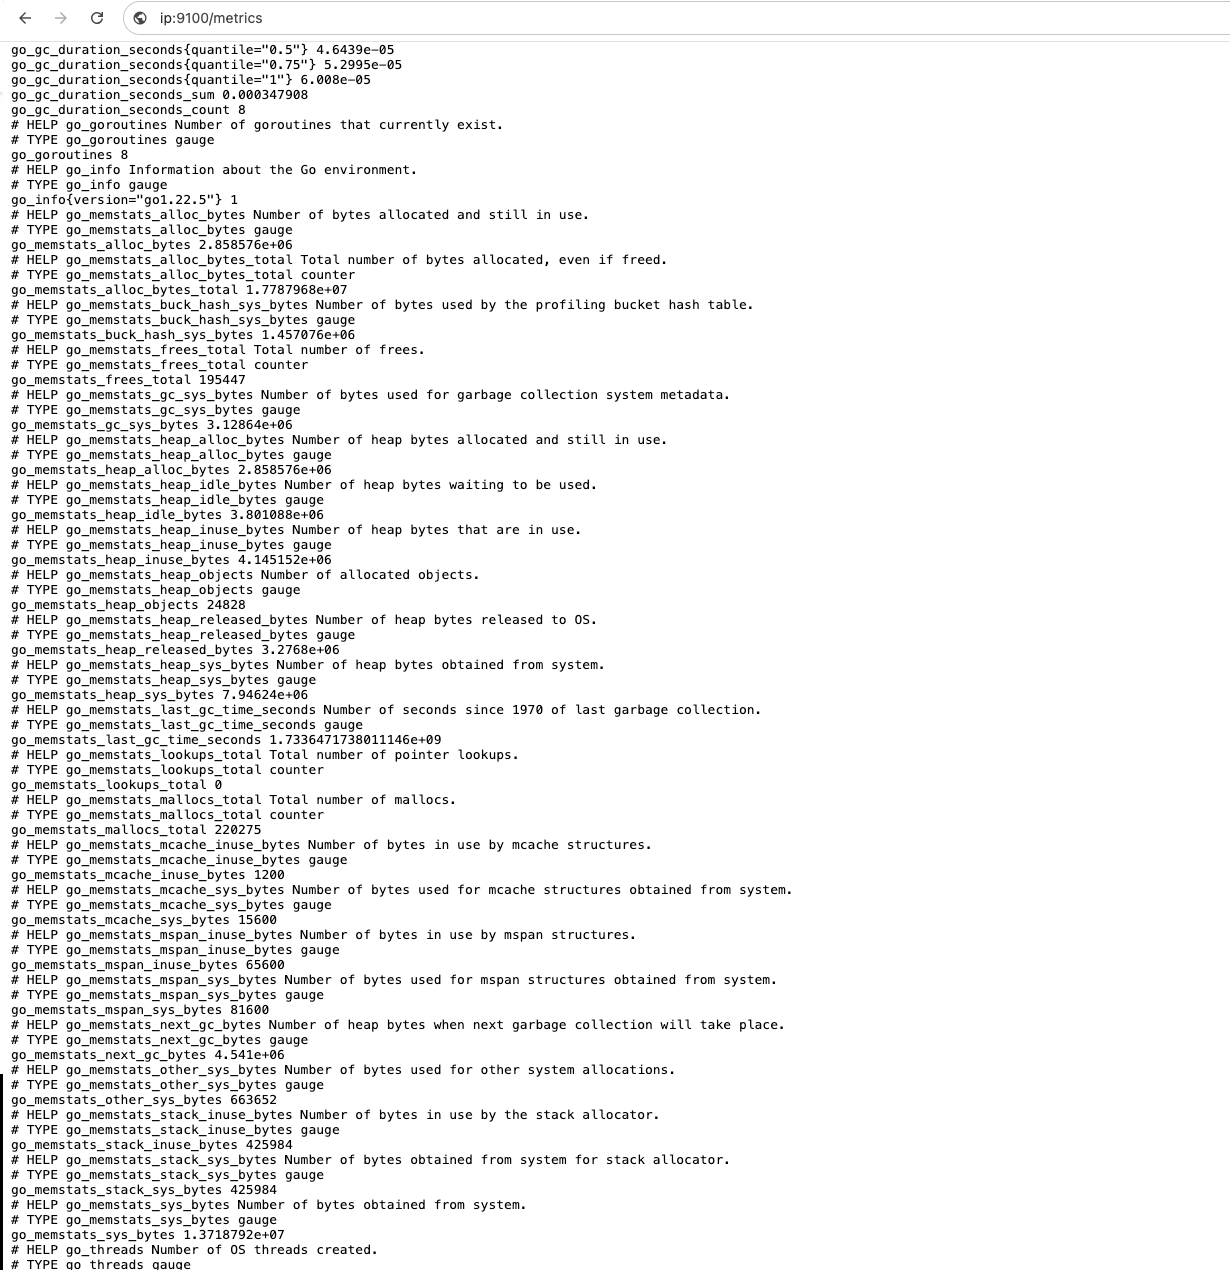 ip:9100/metrics
go_gc_duration_seconds{quantile="0.5"} 4.6439e-05
go_gc_duration_seconds{quantile="0.75"} 5.2995e-05
go_gc_duration_seconds{quantile="1"} 6.008e-05
go_gc_duration_seconds_sum 0.000347908
go_gc_duration_seconds_count 8
# HELP go_goroutines Number of goroutines that currently exist.
# TYPE go_goroutines gauge
go_goroutines 8
# HELP go_info Information about the Go environment.
# TYPE go_info gauge
go_info{version="go1.22.5"} 1
# HELP go_memstats_alloc_bytes Number of bytes allocated and still in use.
# TYPE go_memstats_alloc_bytes gauge
go_memstats_alloc_bytes 2.858576e+06
# HELP go_memstats_alloc_bytes_total Total number of bytes allocated, even if freed.
# TYPE go_memstats_alloc_bytes_total counter
go_memstats_alloc_bytes_total 1.7787968e+07
# HELP go_memstats_buck_hash_sys_bytes Number of bytes used by the profiling bucket hash table.
# TYPE go_memstats_buck_hash_sys_bytes gauge
go_memstats_buck_hash_sys_bytes 1.457076e+06
# HELP go_memstats_frees_total Total number of frees.
# TYPE go_memstats_frees_total counter
go_memstats_frees_total 195447
# HELP go_memstats_gc_sys_bytes Number of bytes used for garbage collection system metadata.
# TYPE go_memstats_gc_sys_bytes gauge
go_memstats_gc_sys_bytes 3.12864e+06
# HELP go_memstats_heap_alloc_bytes Number of heap bytes allocated and still in use.
# TYPE go_memstats_heap_alloc_bytes gauge
go_memstats_heap_alloc_bytes 2.858576e+06
# HELP go_memstats_heap_idle_bytes Number of heap bytes waiting to be used.
# TYPE go_memstats_heap_idle_bytes gauge
go_memstats_heap_idle_bytes 3.801088e+06
# HELP go_memstats_heap_inuse_bytes Number of heap bytes that are in use.
# TYPE go_memstats_heap_inuse_bytes gauge
go_memstats_heap_inuse_bytes 4.145152e+06
# HELP go_memstats_heap_objects Number of allocated objects.
# TYPE go_memstats_heap_objects gauge
go_memstats_heap_objects 24828
# HELP go_memstats_heap_released_bytes Number of heap bytes released to OS.
# TYPE go_memstats_heap_released_bytes gauge
go_memstats_heap_released_bytes 3.2768e+06
# HELP go_memstats_heap_sys_bytes Number of heap bytes obtained from system.
# TYPE go_memstats_heap_sys_bytes gauge
go_memstats_heap_sys_bytes 7.94624e+06
# HELP go_memstats_last_gc_time_seconds Number of seconds since 1970 of last garbage collection.
# TYPE go_memstats_last_gc_time_seconds gauge
go_memstats_last_gc_time_seconds 1.7336471738011146e+09
# HELP go_memstats_lookups_total Total number of pointer lookups.
# TYPE go_memstats_lookups_total counter
go_memstats_lookups_total 0
# HELP go_memstats_mallocs_total Total number of mallocs.
# TYPE go_memstats_mallocs_total counter
go_memstats_mallocs_total 220275
# HELP go_memstats_mcache_inuse_bytes Number of bytes in use by mcache structures.
# TYPE go_memstats_mcache_inuse_bytes gauge
go_memstats_mcache_inuse_bytes 1200
# HELP go_memstats_mcache_sys_bytes Number of bytes used for mcache structures obtained from system.
# TYPE go_memstats_mcache_sys_bytes gauge
go_memstats_mcache_sys_bytes 15600
# HELP go_memstats_mspan_inuse_bytes Number of bytes in use by mspan structures.
# TYPE go_memstats_mspan_inuse_bytes gauge
go_memstats_mspan_inuse_bytes 65600
# HELP go_memstats_mspan_sys_bytes Number of bytes used for mspan structures obtained from system.
# TYPE go_memstats_mspan_sys_bytes gauge
go_memstats_mspan_sys_bytes 81600
# HELP go_memstats_next_gc_bytes Number of heap bytes when next garbage collection will take place.
# TYPE go_memstats_next_gc_bytes gauge
go_memstats_next_gc_bytes 4.541e+06
# HELP go_memstats_other_sys_bytes Number of bytes used for other system allocations.
# TYPE go_memstats_other_sys_bytes gauge
go_memstats_other_sys_bytes 663652
# HELP go_memstats_stack_inuse_bytes Number of bytes in use by the stack allocator.
# TYPE go_memstats_stack_inuse_bytes gauge
go_memstats_stack_inuse_bytes 425984
# HELP go_memstats_stack_sys_bytes Number of bytes obtained from system for stack allocator.
# TYPE go_memstats_stack_sys_bytes gauge
go_memstats_stack_sys_bytes 425984
# HELP go_memstats_sys_bytes Number of bytes obtained from system.
# TYPE go_memstats_sys_bytes gauge
go_memstats_sys_bytes 1.3718792e+07
# HELP go_threads Number of OS threads created.
# TYPE go_threads gauge